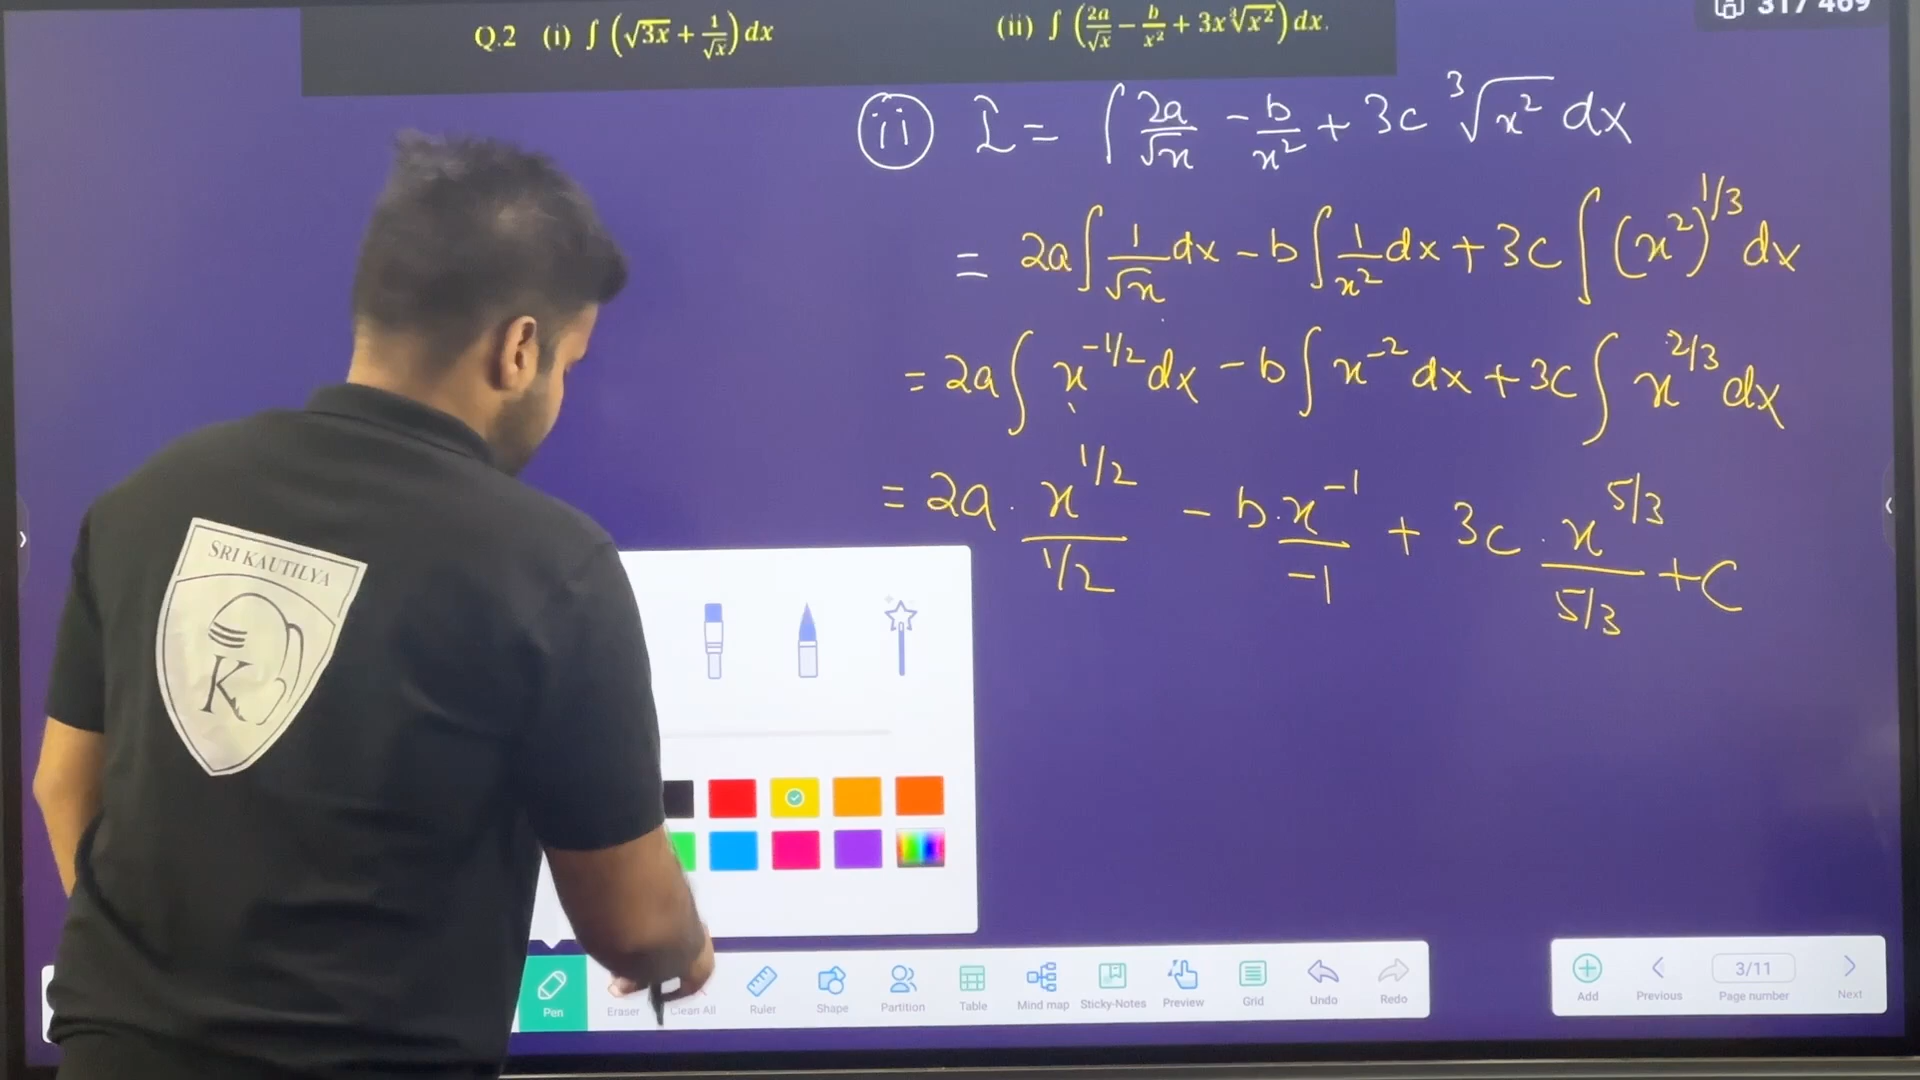 317 469
Q.2 (i) ∫ (√3x + 1/√x) dx
(ii) ∫ (2a/√x − b/x² + 3x ∛x²) dx.
(ii) I = ∫ 2a/√x − b/x² + 3c ∛x² dx
= 2a ∫ 1/√x dx − b ∫ 1/x² dx + 3c ∫ (x²)^1/3 dx
= 2a ∫ x^-1/2 dx − b ∫ x^-2 dx + 3c ∫ x^2/3 dx
= 2a · x^1/2 / 1/2 − b · x^-1 / -1 + 3c · x^5/3 / 5/3 + C
SRI KAUTILYA
K
Pen Eraser Clean All Ruler Shape Partition Table Mind map Sticky-Notes Preview Grid Undo Redo
Add Previous 3/11 Page number Next